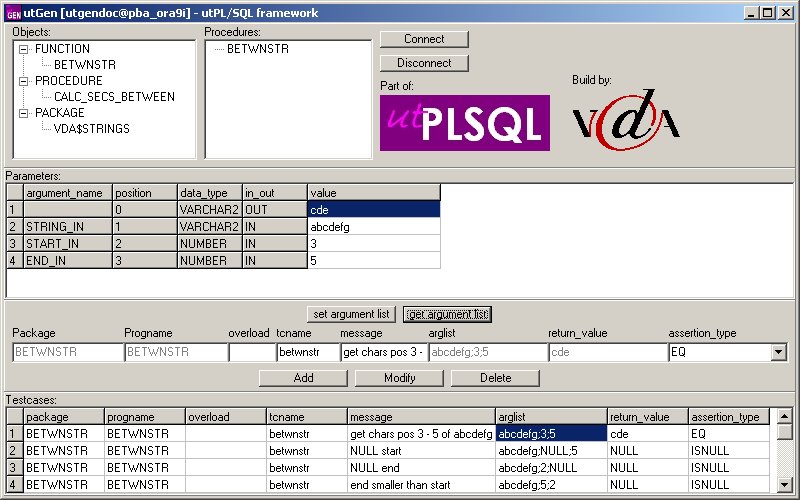 utGen [utgendoc@pba_ora9i] - utPL/SQL framework
Objects:
FUNCTION
BETWNSTR
PROCEDURE
CALC_SECS_BETWEEN
PACKAGE
VDA$STRINGS
Procedures:
BETWNSTR
Connect
Disconnect
Part of:
utPLSQL
Build by:
VdA
Parameters:
argument_name position data_type in_out value
1 0 VARCHAR2 OUT cde
2 STRING_IN 1 VARCHAR2 IN abcdefg
3 START_IN 2 NUMBER IN 3
4 END_IN 3 NUMBER IN 5
set argument list get argument list
Package Progname overload tcname message arglist return_value assertion_type
BETWNSTR BETWNSTR betwnstr get chars pos 3 - abcdefg;3;5 cde EQ
Add Modify Delete
Testcases:
package progname overload tcname message arglist return_value assertion_type
1 BETWNSTR BETWNSTR betwnstr get chars pos 3 - 5 of abcdefg abcdefg;3;5 cde EQ
2 BETWNSTR BETWNSTR betwnstr NULL start abcdefg;NULL;5 NULL ISNULL
3 BETWNSTR BETWNSTR betwnstr NULL end abcdefg;2;NULL NULL ISNULL
4 BETWNSTR BETWNSTR betwnstr end smaller than start abcdefg;5;2 NULL ISNULL